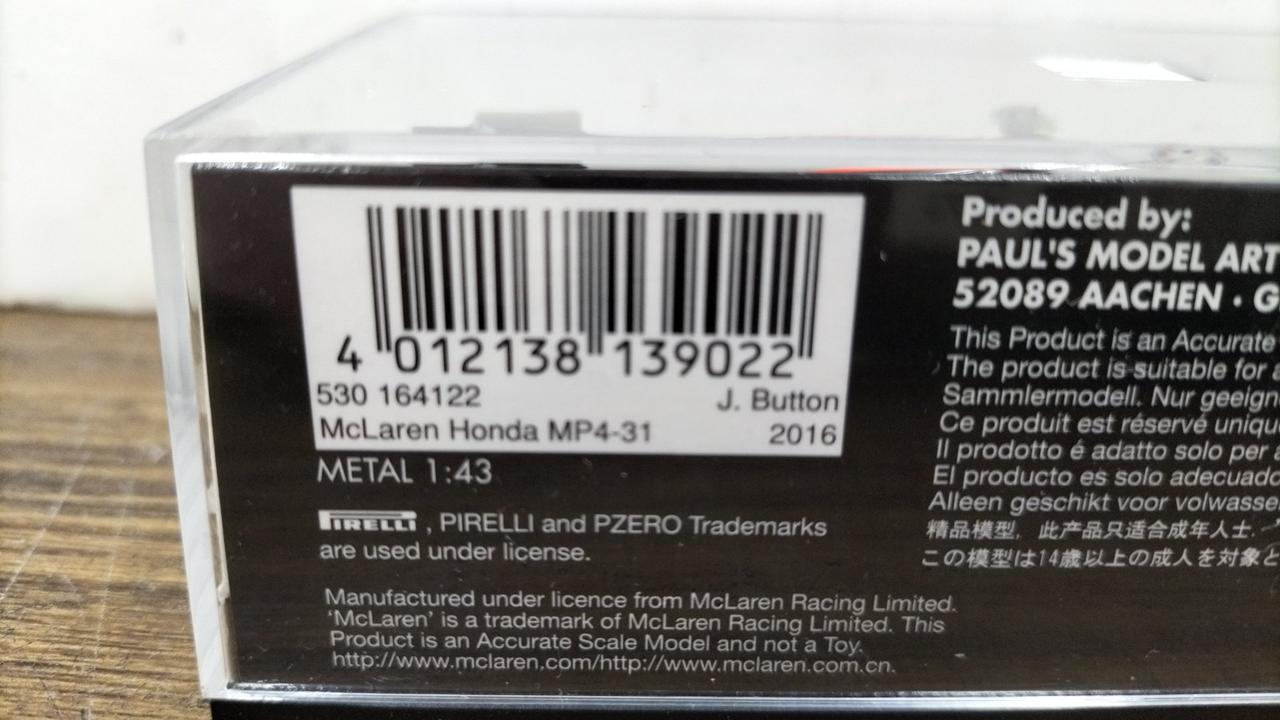 4 012138 139022
530 164122 J. Button
McLaren Honda MP4-31 2016
METAL 1:43
PIRELLI, PIRELLI and PZERO Trademarks
are used under license.
Manufactured under licence from McLaren Racing Limited.
'McLaren' is a trademark of McLaren Racing Limited. This
Product is an Accurate Scale Model and not a Toy.
http://www.mclaren.com/http://www.mclaren.com.cn.
Produced by:
PAUL'S MODEL ART
52089 AACHEN · G
This Product is an Accurate
The product is suitable for a
Sammlermodell. Nur geeign
Ce produit est réservé uniqu
Il prodotto é adatto solo per a
El producto es solo adecuado
Alleen geschikt voor volwasse
精品模型，此产品只适合成年人士.
この模型は14歳以上の成人を対象と